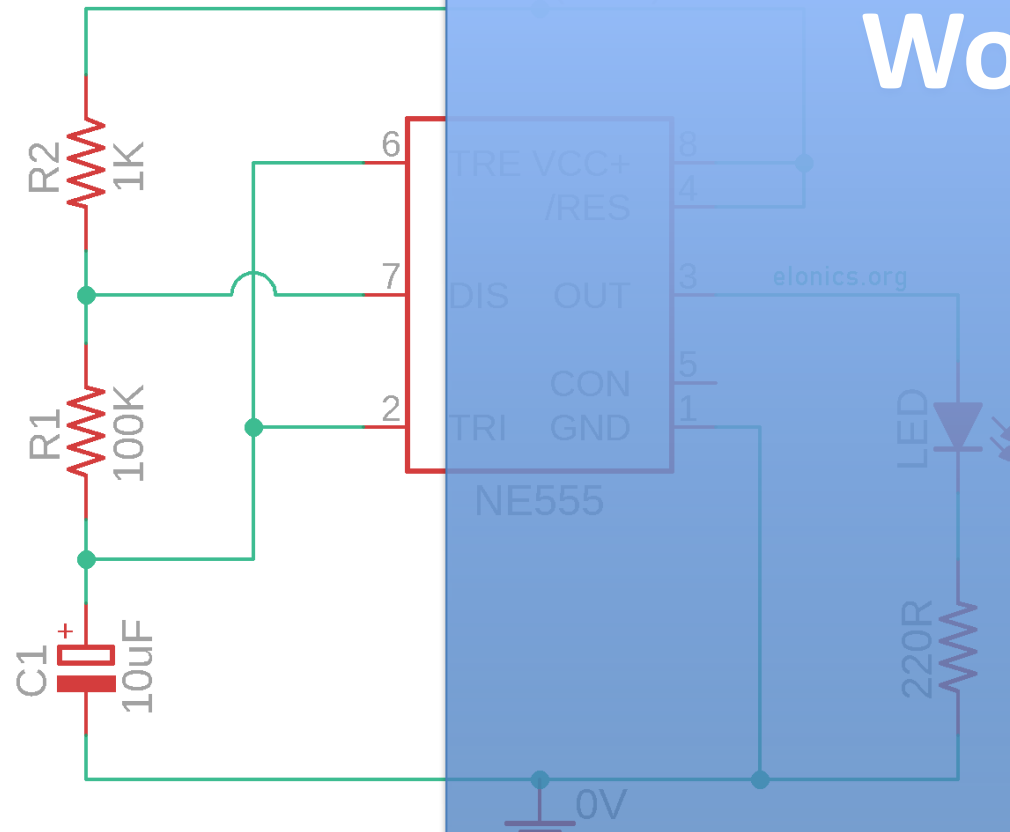 Wo
R2
1K
6
TRE VCC+
8
/RES
4
7
DIS OUT
3
elonics.org
CON
5
R1
100K
2
TRI GND
1
LED
NE555
+
C1
10uF
220R
0V